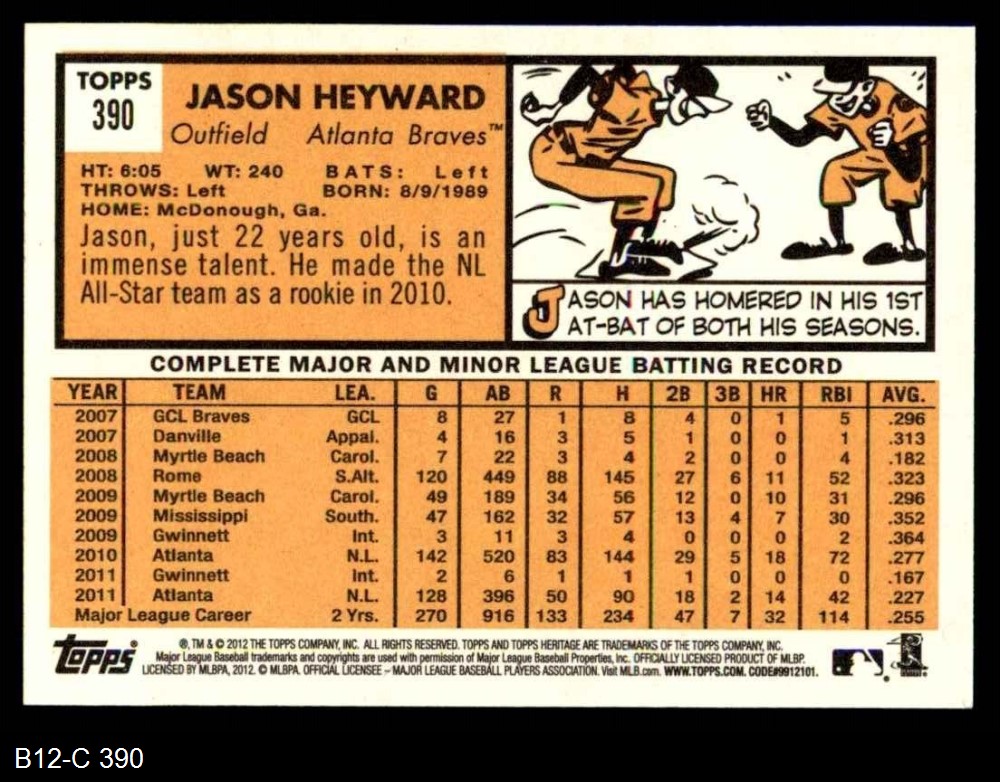 TOPPS
390
JASON HEYWARD
Outfield Atlanta Braves™
HT: 6:05 WT: 240 BATS: Left
THROWS: Left BORN: 8/9/1989
HOME: McDonough, Ga.
Jason, just 22 years old, is an
immense talent. He made the NL
All-Star team as a rookie in 2010.
JASON HAS HOMERED IN HIS 1ST
AT-BAT OF BOTH HIS SEASONS.
COMPLETE MAJOR AND MINOR LEAGUE BATTING RECORD
YEAR TEAM LEA. G AB R H 2B 3B HR RBI AVG.
2007 GCL Braves GCL 8 27 1 8 4 0 1 5 .296
2007 Danville Appal. 4 16 3 5 1 0 0 1 .313
2008 Myrtle Beach Carol. 7 22 3 4 2 0 0 4 .182
2008 Rome S.Alt. 120 449 88 145 27 6 11 52 .323
2009 Myrtle Beach Carol. 49 189 34 56 12 0 10 31 .296
2009 Mississippi South. 47 162 32 57 13 4 7 30 .352
2009 Gwinnett Int. 3 11 3 4 0 0 0 2 .364
2010 Atlanta N.L. 142 520 83 144 29 5 18 72 .277
2011 Gwinnett Int. 2 6 1 1 1 0 0 0 .167
2011 Atlanta N.L. 128 396 50 90 18 2 14 42 .227
Major League Career 2 Yrs. 270 916 133 234 47 7 32 114 .255
Topps
®, TM & © 2012 THE TOPPS COMPANY, INC. ALL RIGHTS RESERVED. TOPPS AND TOPPS HERITAGE ARE TRADEMARKS OF THE TOPPS COMPANY, INC.
Major League Baseball trademarks and copyrights are used with permission of Major League Baseball Properties, Inc. OFFICIALLY LICENSED PRODUCT OF MLBP.
LICENSED BY MLBPA, 2012. © MLBPA. OFFICIAL LICENSEE – MAJOR LEAGUE BASEBALL PLAYERS ASSOCIATION. Visit MLB.com. WWW.TOPPS.COM. CODE#9912101.
B12-C 390